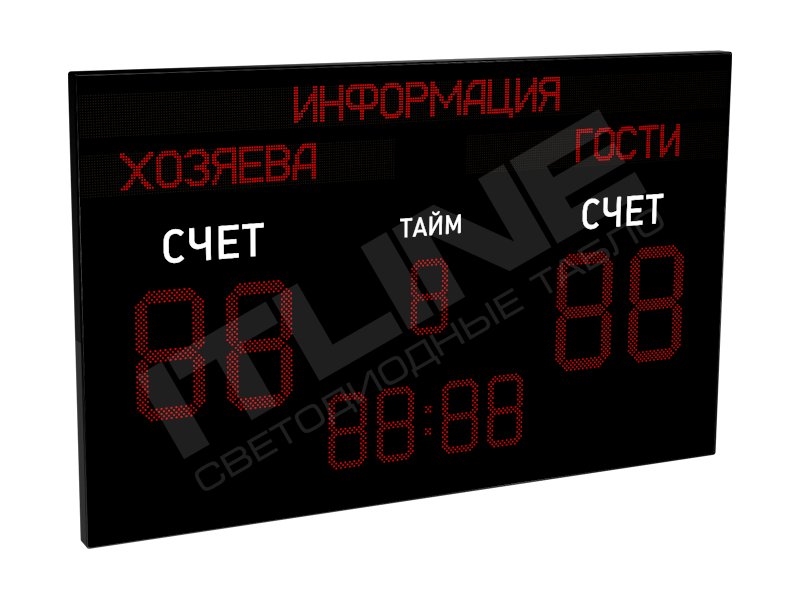 ИНФОРМАЦИЯ
ХОЗЯЕВА ГОСТИ
СЧЕТ ТАЙМ СЧЕТ
88 8 88
88:88
ITLINE
СВЕТОДИОДНЫЕ ТАБЛО